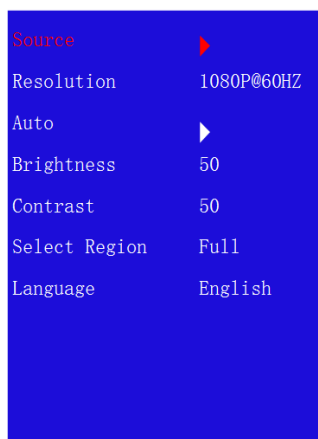 Source
Resolution 1080P@60HZ
Auto
Brightness 50
Contrast 50
Select Region Full
Language English